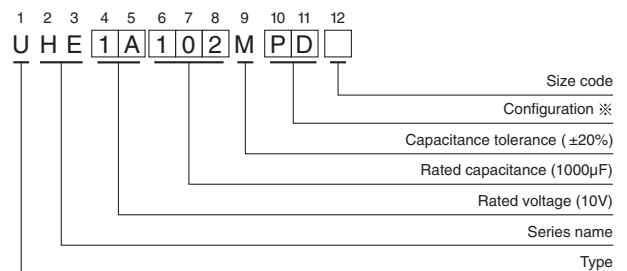 1 2 3 4 5 6 7 8 9 10 11 12
U H E 1 A 1 0 2 M P D
Size code
Configuration ※
Capacitance tolerance ( ±20%)
Rated capacitance (1000µF)
Rated voltage (10V)
Series name
Type